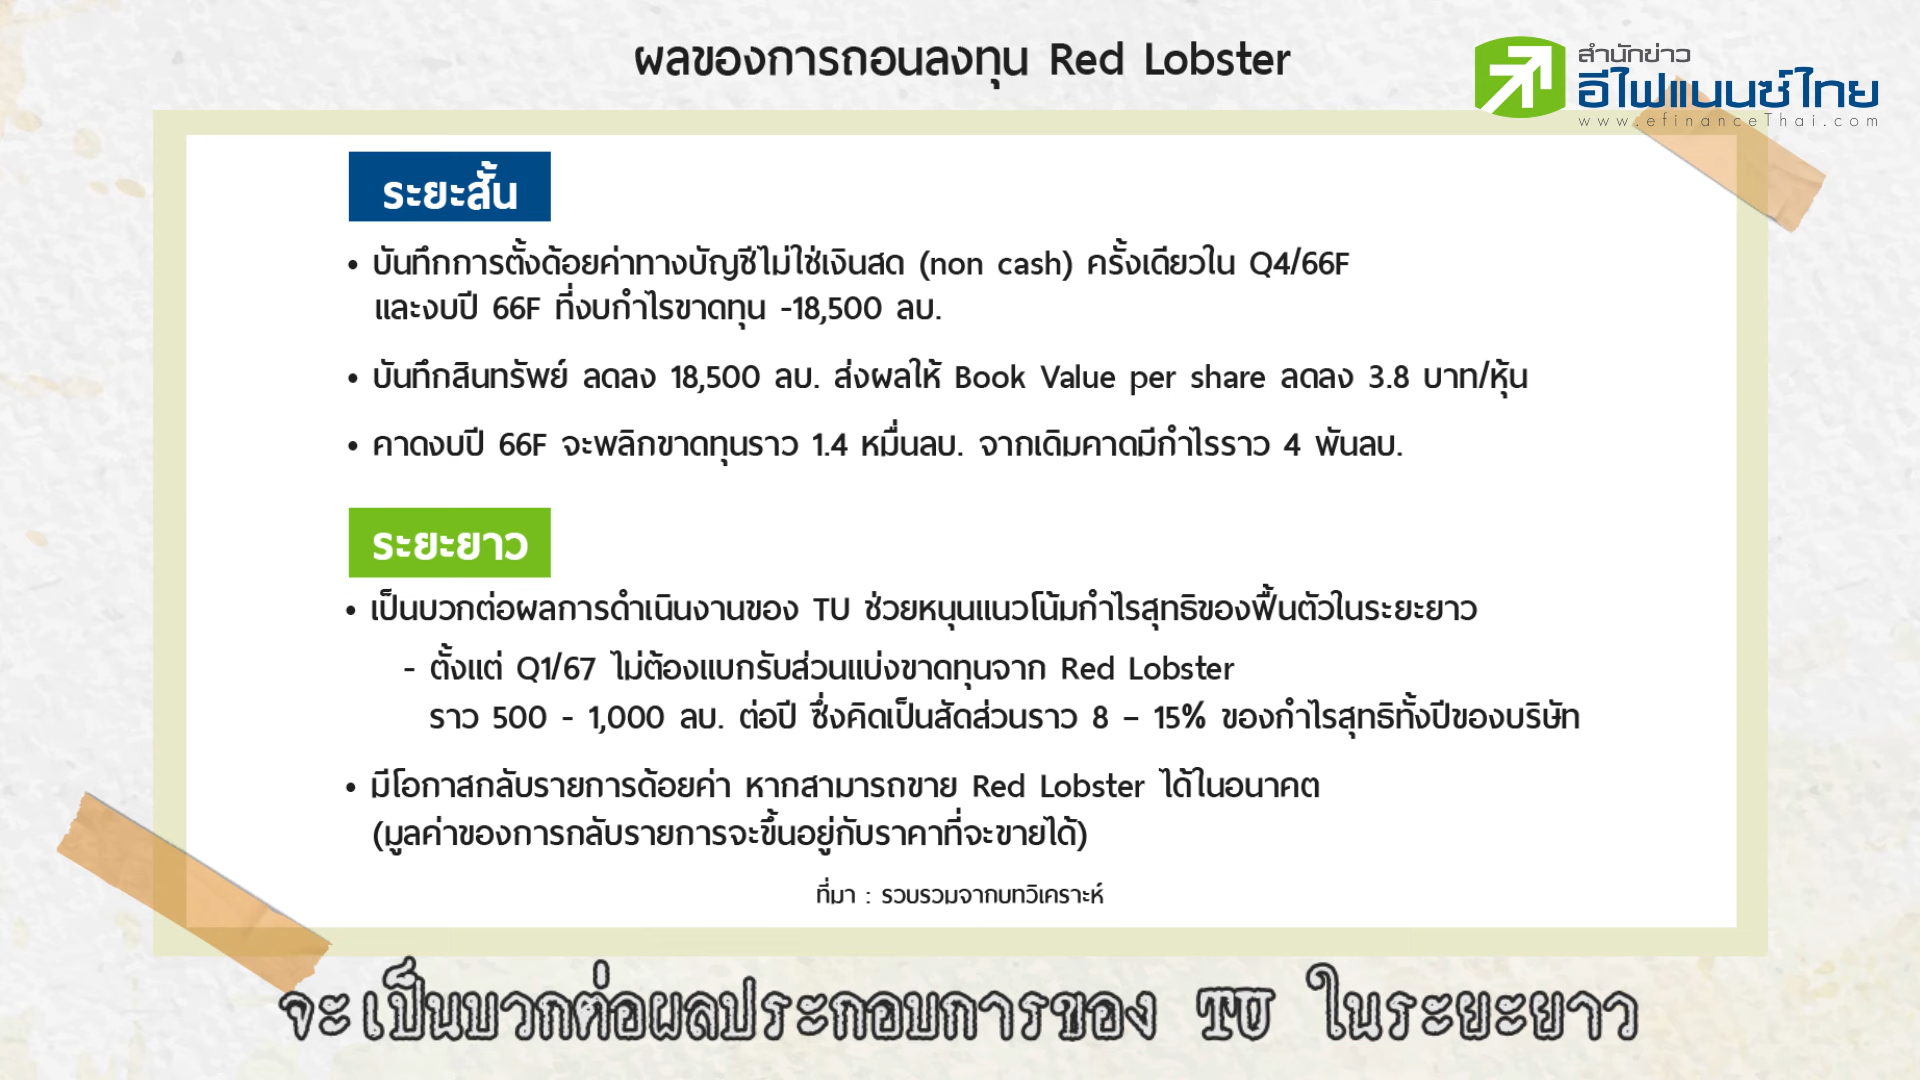 ผลของการถอนลงทุน Red Lobster
สำนักข่าว
อีไฟแนนซ์ไทย
www.efinanceThai.com
ระยะสั้น
• บันทึกการตั้งด้อยค่าทางบัญชีไม่ใช่เงินสด (non cash) ครั้งเดียวใน Q4/66F
และงบปี 66F ที่งบกำไรขาดทุน -18,500 ลบ.
• บันทึกสินทรัพย์ ลดลง 18,500 ลบ. ส่งผลให้ Book Value per share ลดลง 3.8 บาท/หุ้น
• คาดงบปี 66F จะพลิกขาดทุนราว 1.4 หมื่นลบ. จากเดิมคาดมีกำไรราว 4 พันลบ.
ระยะยาว
• เป็นบวกต่อผลการดำเนินงานของ TU ช่วยหนุนแนวโน้มกำไรสุทธิของฟื้นตัวในระยะยาว
- ตั้งแต่ Q1/67 ไม่ต้องแบกรับส่วนแบ่งขาดทุนจาก Red Lobster
ราว 500 - 1,000 ลบ. ต่อปี ซึ่งคิดเป็นสัดส่วนราว 8 – 15% ของกำไรสุทธิทั้งปีของบริษัท
• มีโอกาสกลับรายการด้อยค่า หากสามารถขาย Red Lobster ได้ในอนาคต
(มูลค่าของการกลับรายการจะขึ้นอยู่กับราคาที่จะขายได้)
ที่มา : รวบรวมจากบทวิเคราะห์
จะเป็นบวกต่อผลประกอบการของ TU ในระยะยาว